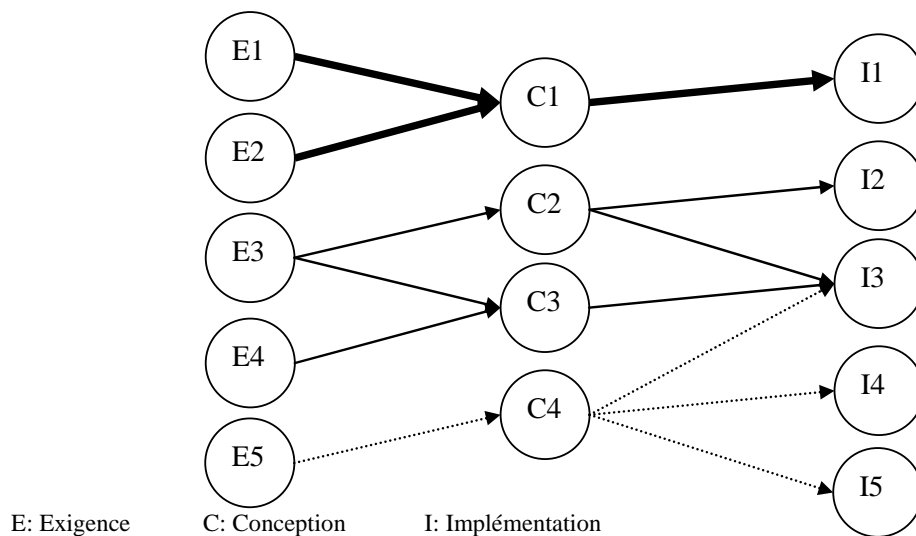 E1
E2
E3
E4
E5
C1
C2
C3
C4
I1
I2
I3
I4
I5
E: Exigence C: Conception I: Implémentation